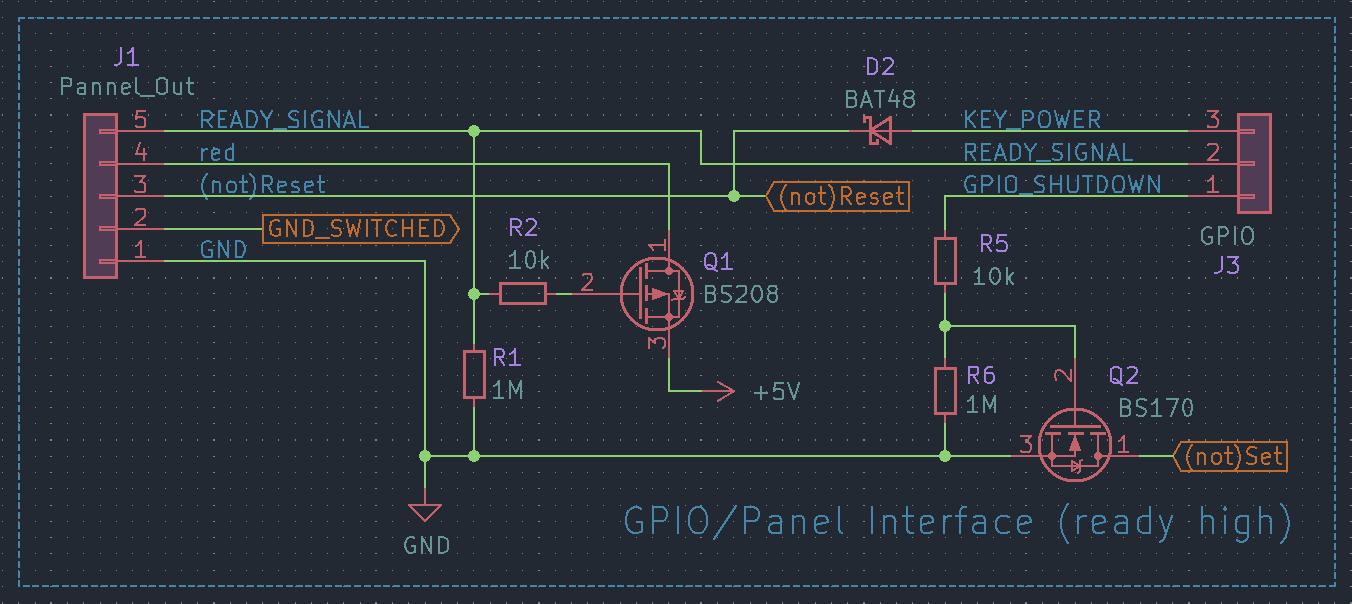 J1
Pannel_Out
5
READY_SIGNAL
4
red
3
(not)Reset
2
GND_SWITCHED
1
GND
D2
BAT48
KEY_POWER
3
READY_SIGNAL
2
GPIO_SHUTDOWN
1
GPIO
J3
(not)Reset
R2
10k
2
1
Q1
BS208
3
+5V
R1
1M
R5
10k
R6
1M
2
Q2
BS170
3
1
(not)Set
GPIO/Panel Interface (ready high)
GND